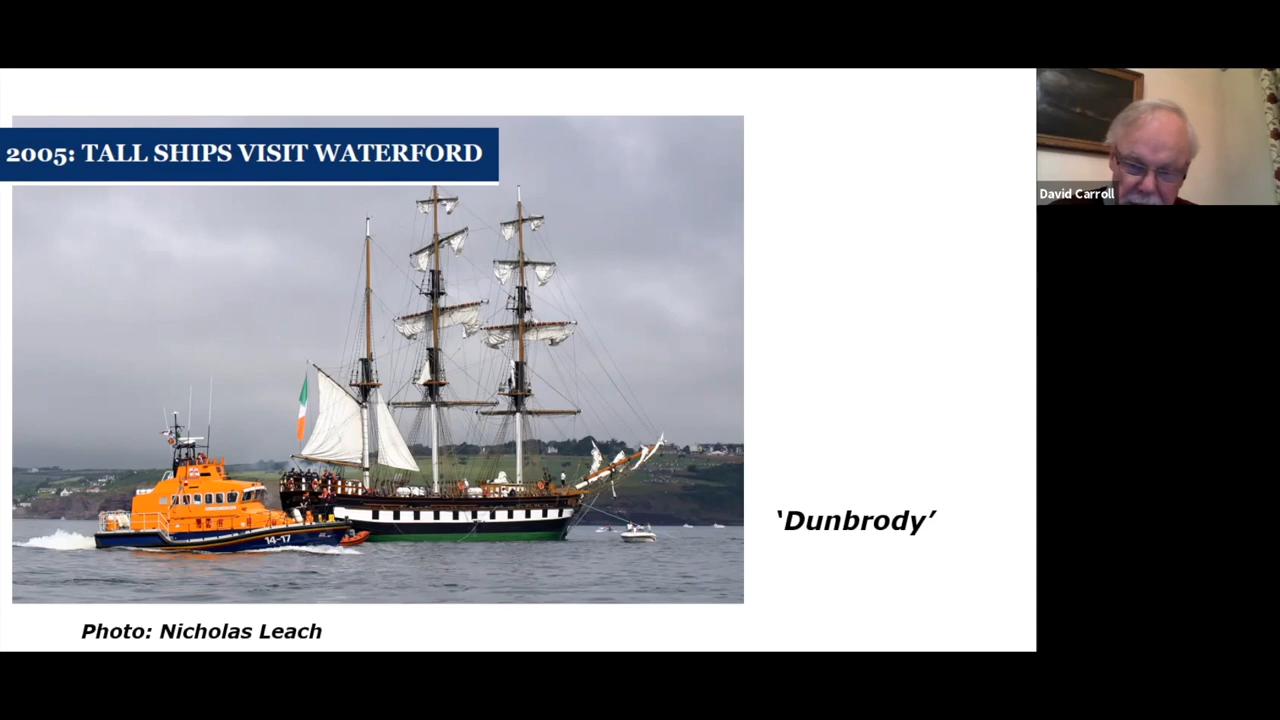 2005: TALL SHIPS VISIT WATERFORD
David Carroll
14-17
‘Dunbrody’
Photo: Nicholas Leach